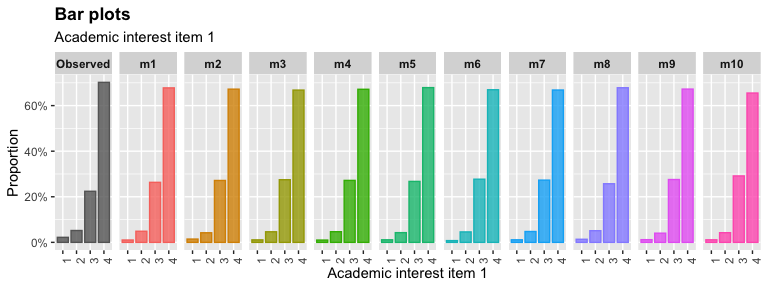 Bar plots
Academic interest item 1
Observed m1 m2 m3 m4 m5 m6 m7 m8 m9 m10
Proportion
60%
40%
20%
0%
1 2 3 4 1 2 3 4 1 2 3 4 1 2 3 4 1 2 3 4 1 2 3 4 1 2 3 4 1 2 3 4 1 2 3 4 1 2 3 4 1 2 3 4
Academic interest item 1